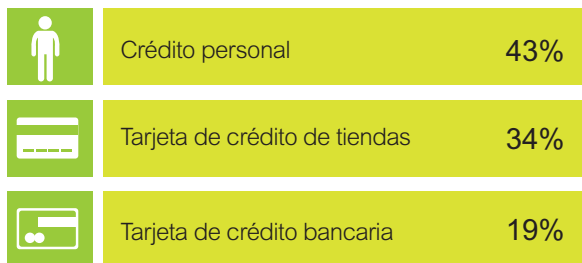 Crédito personal 43%
Tarjeta de crédito de tiendas 34%
Tarjeta de crédito bancaria 19%